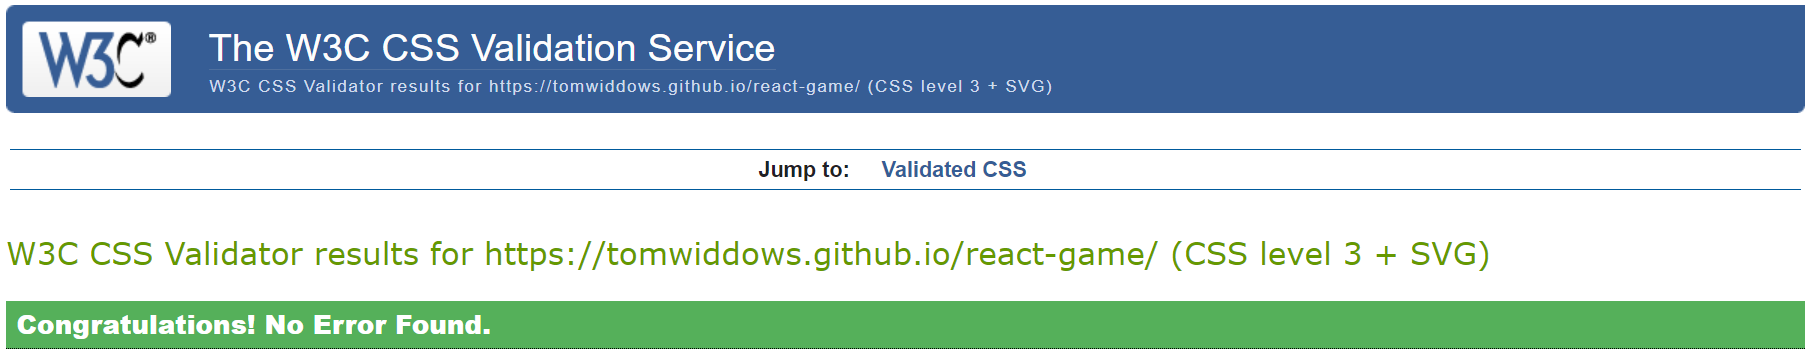 W3C®
The W3C CSS Validation Service
W3C CSS Validator results for https://tomwiddows.github.io/react-game/ (CSS level 3 + SVG)
Jump to: Validated CSS
W3C CSS Validator results for https://tomwiddows.github.io/react-game/ (CSS level 3 + SVG)
Congratulations! No Error Found.